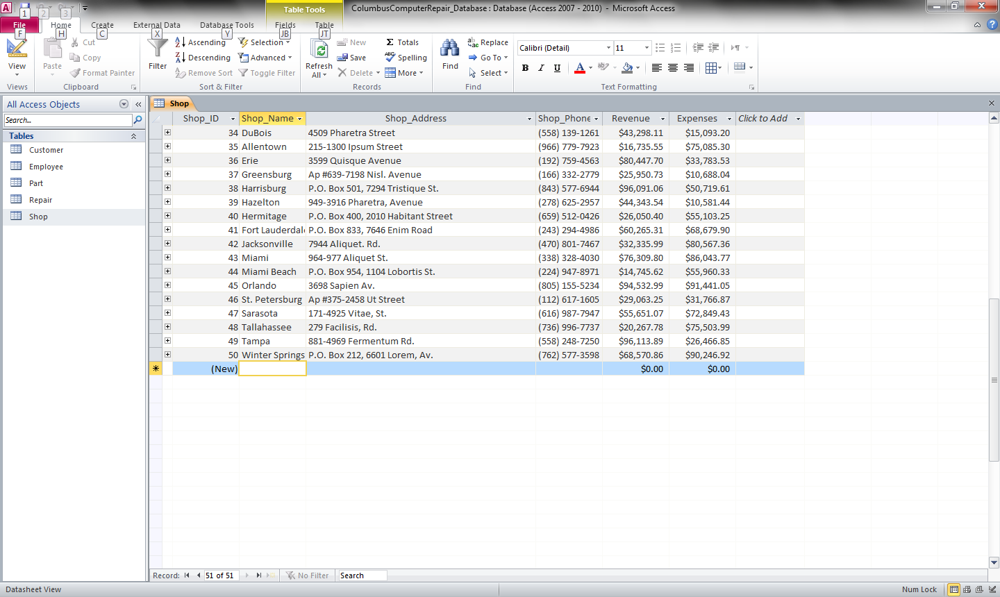 ColumbusComputerRepair_Database : Database (Access 2007 - 2010) - Microsoft Access
Table Tools
A 1 2 3
File Home Create External Data Database Tools Fields Table
F H C X Y JB JT
View
Views
Paste
Cut
Copy
Format Painter
Clipboard
Filter
Ascending
Descending
Remove Sort
Selection
Advanced
Toggle Filter
Sort & Filter
Refresh
All
New
Save
Delete
Totals
Spelling
More
Records
Find
Replace
Go To
Select
Find
Calibri (Detail) 11
B I U A
Text Formatting
All Access Objects
Search...
Tables
Customer
Employee
Part
Repair
Shop
Shop
Shop_ID Shop_Name Shop_Address Shop_Phone Revenue Expenses Click to Add
34 DuBois 4509 Pharetra Street (558) 139-1261 $43,298.11 $15,093.20
35 Allentown 215-1300 Ipsum Street (966) 779-7923 $16,735.55 $75,085.30
36 Erie 3599 Quisque Avenue (192) 759-4563 $80,447.70 $33,783.53
37 Greensburg Ap #639-7198 Nisl. Avenue (166) 332-2779 $25,950.73 $10,688.04
38 Harrisburg P.O. Box 501, 7294 Tristique St. (843) 577-6944 $96,091.06 $50,719.61
39 Hazelton 949-3916 Pharetra, Avenue (278) 625-2957 $44,343.54 $10,581.44
40 Hermitage P.O. Box 400, 2010 Habitant Street (659) 512-0426 $26,050.40 $55,103.25
41 Fort Lauderdale P.O. Box 833, 7646 Enim Road (243) 294-4986 $60,265.31 $68,679.90
42 Jacksonville 7944 Aliquet. Rd. (470) 801-7467 $32,335.99 $80,567.36
43 Miami 964-977 Aliquet St. (338) 328-4030 $76,309.80 $86,043.77
44 Miami Beach P.O. Box 954, 1104 Lobortis St. (224) 947-8971 $14,745.62 $55,960.33
45 Orlando 3698 Sapien Av. (805) 155-5234 $94,532.99 $91,441.05
46 St. Petersburg Ap #375-2458 Ut Street (112) 617-1605 $29,063.25 $31,766.87
47 Sarasota 171-4925 Vitae, St. (616) 987-7947 $55,651.07 $72,849.43
48 Tallahassee 279 Facilisis, Rd. (736) 996-7737 $20,267.78 $75,503.99
49 Tampa 881-4969 Fermentum Rd. (558) 248-7250 $96,113.89 $26,466.85
50 Winter Springs P.O. Box 212, 6601 Lorem, Av. (762) 577-3598 $68,570.86 $90,246.92
(New) $0.00 $0.00
Record: 51 of 51 No Filter Search
Datasheet View Num Lock